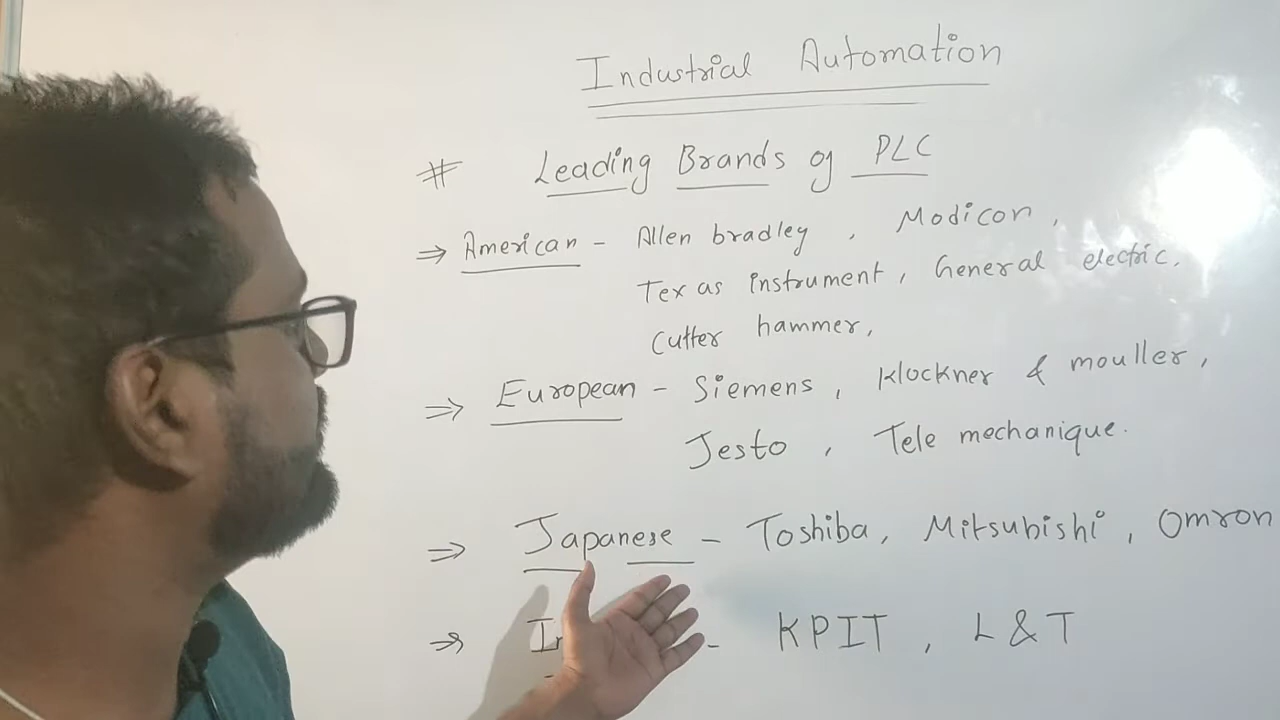 Industrial Automation
# Leading Brands of PLC
⇒ American - Allen bradley, Modicon,
Texas instrument, General electric,
Cutter hammer,
⇒ European - Siemens, Klockner & mouller,
Jesto, Tele mechanique.
⇒ Japanese - Toshiba, Mitsubishi, Omron
⇒ - KPIT, L&T